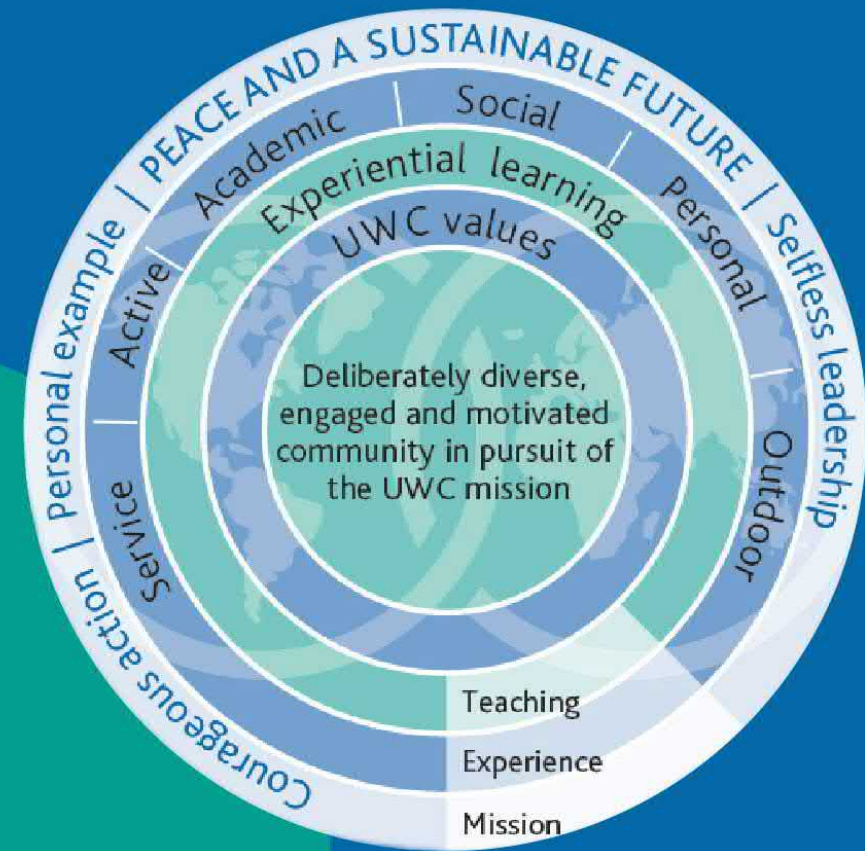 Courageous action | Personal example | PEACE AND A SUSTAINABLE FUTURE | Selfless leadership
Service
Active
Academic
Social
Personal
Outdoor
Experiential learning
UWC values
Deliberately diverse,
engaged and motivated
community in pursuit of
the UWC mission
Teaching
Experience
Mission